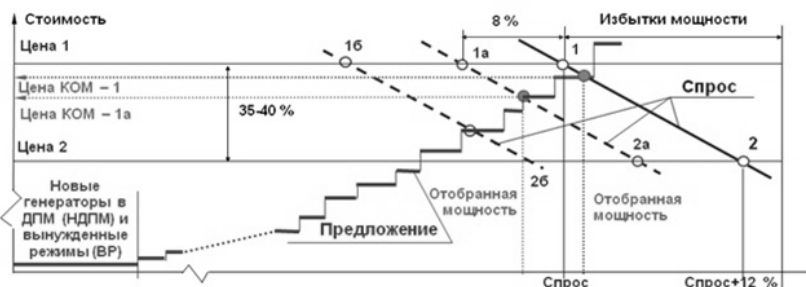 Стоимость
8 %
Избытки мощности
Цена 1
1б
1а
1
Цена КОМ – 1
Цена КОМ – 1а
35-40 %
Спрос
Цена 2
2б
2а
2
Новые
генераторы в
ДПМ (НДПМ) и
вынужденные
режимы (ВР)
Отобранная
мощность
Отобранная
мощность
Предложение
Спрос
Спрос+12 %